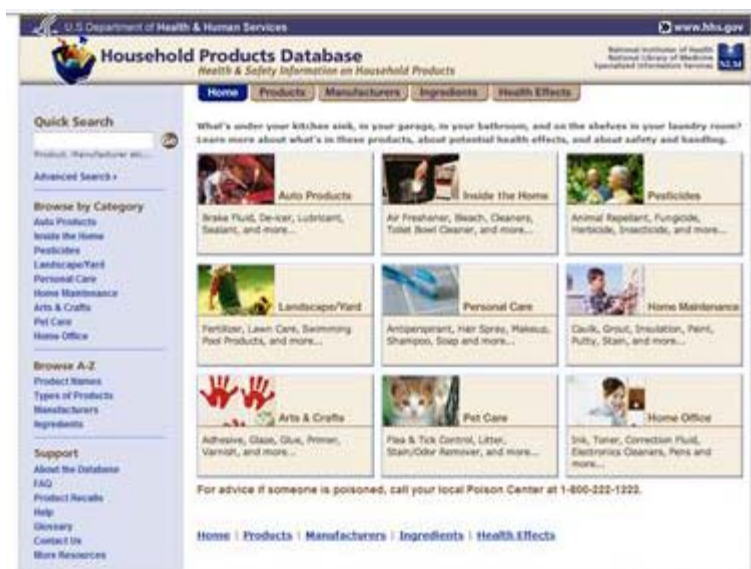 U.S. Department of Health & Human Services
www.hhs.gov
Household Products Database
Health & Safety Information on Household Products
National Institutes of Health
National Library of Medicine
Specialized Information Services
NLM
Home
Products
Manufacturers
Ingredients
Health Effects
Quick Search
Go
Product, Manufacturer etc...
Advanced Search
Browse by Category
Auto Products
Inside the Home
Pesticides
Landscape/Yard
Personal Care
Home Maintenance
Arts & Crafts
Pet Care
Home Office
Browse A-Z
Product Names
Types of Products
Manufacturers
Ingredients
Support
About the Database
FAQ
Product Recalls
Help
Glossary
Contact Us
More Resources
What's under your kitchen sink, in your garage, in your bathroom, and on the shelves in your laundry room?
Learn more about what's in these products, about potential health effects, and about safety and handling.
Auto Products
Brake Fluid, De-icer, Lubricant,
Sealant, and more...
Inside the Home
Air Freshener, Bleach, Cleaners,
Toilet Bowl Cleaner, and more...
Pesticides
Animal Repellant, Fungicide,
Herbicide, Insecticide, and more...
Landscape/Yard
Fertilizer, Lawn Care, Swimming
Pool Products, and more...
Personal Care
Antiperspirant, Hair Spray, Makeup,
Shampoo, Soap and more...
Home Maintenance
Caulk, Grout, Insulation, Paint,
Putty, Stain, and more...
Arts & Crafts
Adhesive, Glaze, Glue, Primer,
Varnish, and more...
Pet Care
Flea & Tick Control, Litter,
Stain/Odor Remover, and more...
Home Office
Ink, Toner, Correction Fluid,
Electronics Cleaners, Pens and
more...
For advice if someone is poisoned, call your local Poison Center at 1-800-222-1222.
Home | Products | Manufacturers | Ingredients | Health Effects